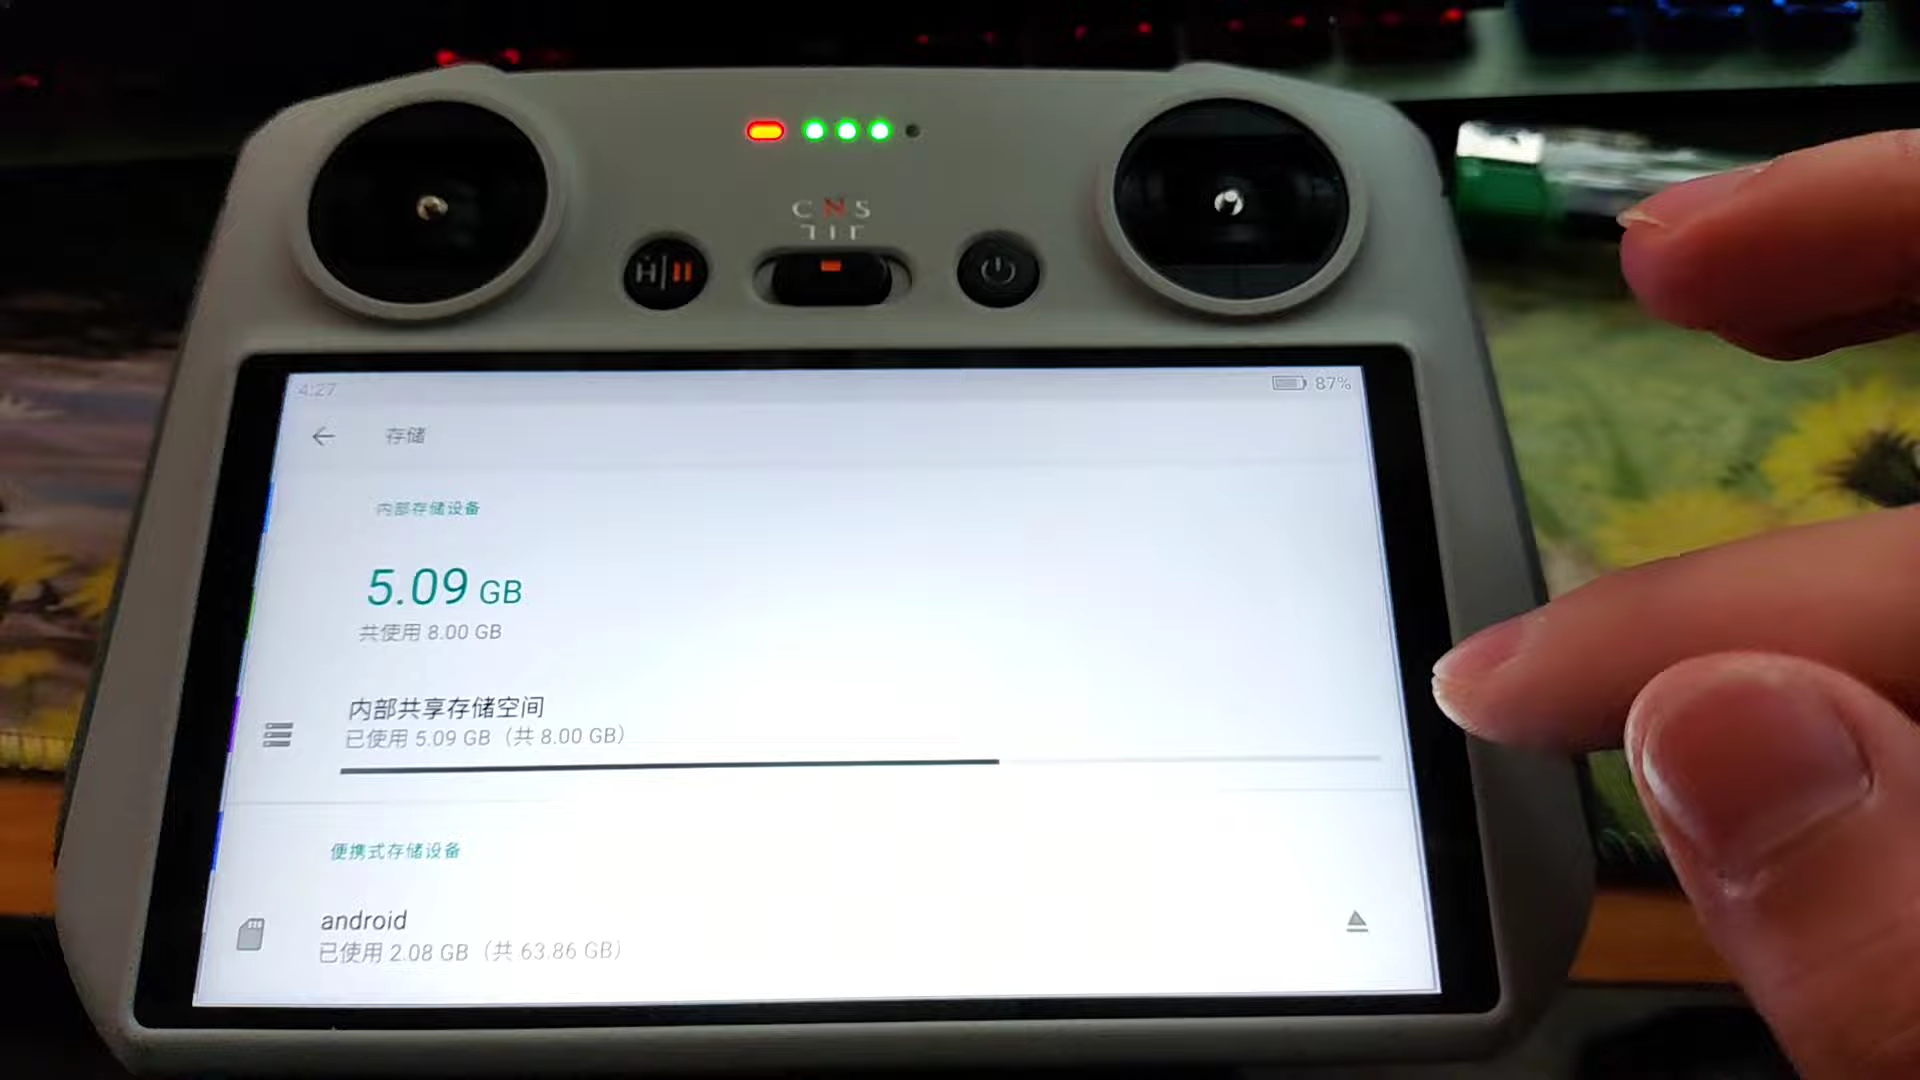 C N S
H
4:27
87%
存储
内部存储设备
5.09 GB
共使用 8.00 GB
内部共享存储空间
已使用 5.09 GB（共 8.00 GB）
便携式存储设备
android
已使用 2.08 GB（共 63.86 GB）